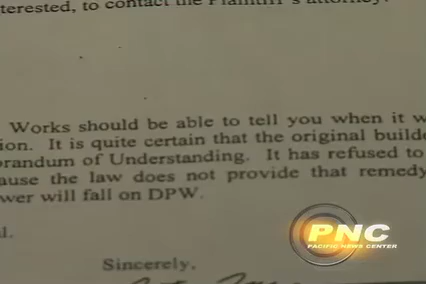 terested, to contact the Plaintiff's attorney.
Works should be able to tell you when it w
ion. It is quite certain that the original builde
orandum of Understanding. It has refused to
ause the law does not provide that remedy
wer will fall on DPW.
l.
Sincerely,
PNC
PACIFIC NEWS CENTER